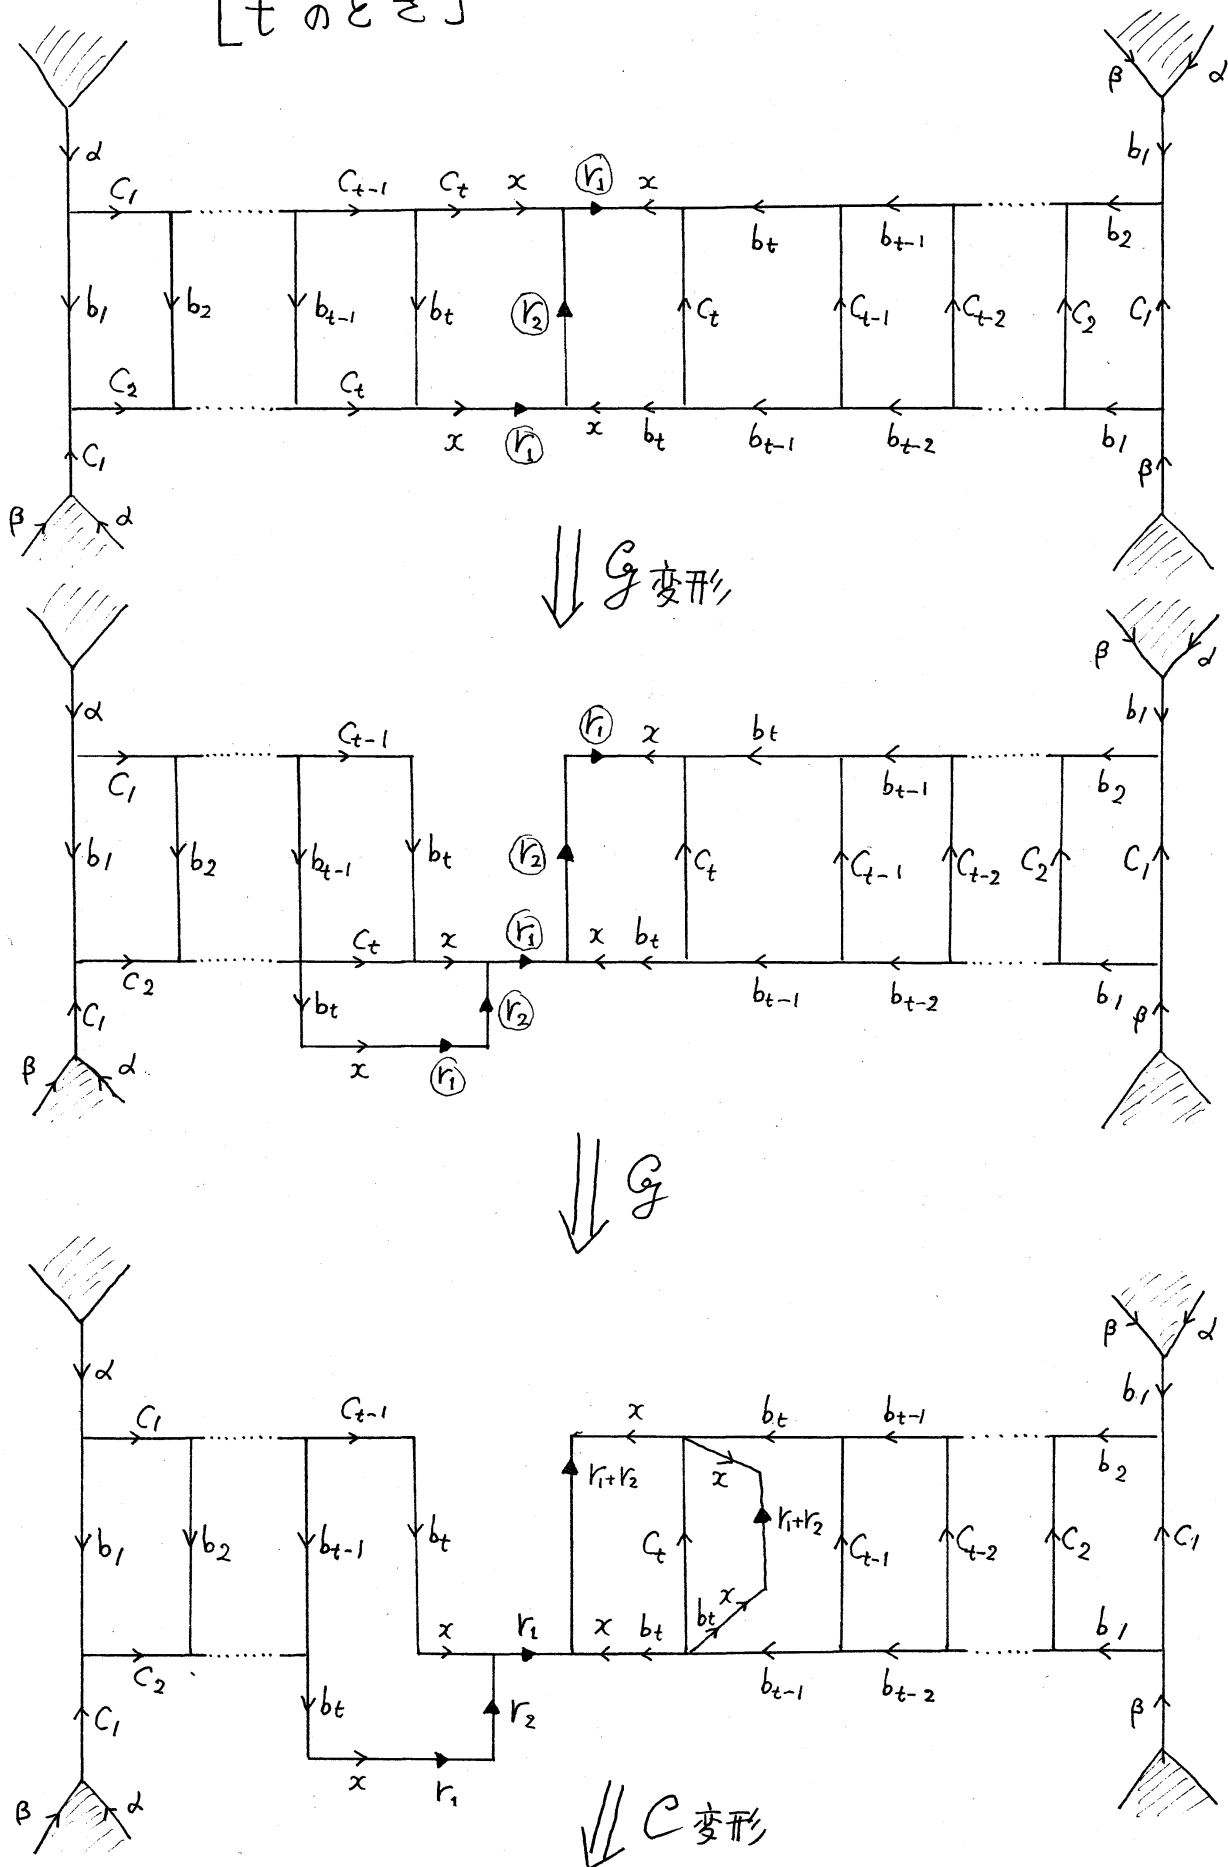 [tのとき]
β α
α b₁
C₁ C_{t-1} C_t x r₁ x b_t b_{t-1} b₂
b₁ b₂ b_{t-1} b_t r₂ C_t C_{t-1} C_{t-2} C₂ C₁
C₂ C_t x r₁ x b_t b_{t-1} b_{t-2} b₁
C₁ β
β α
G変形
β α
α b₁
C₁ C_{t-1} r₁ x b_t b_{t-1} b₂
b₁ b₂ b_{t-1} b_t r₂ C_t C_{t-1} C_{t-2} C₂ C₁
C₂ C_t x r₁ x b_t b_{t-1} b_{t-2} b₁
C₁ b_t r₂ β
β α x r₁
G
β α
α b₁
C₁ C_{t-1} x b_t b_{t-1} b₂
r₁+r₂ x
b₁ b₂ b_{t-1} b_t C_t r₁+r₂ C_{t-1} C_{t-2} C₂ C₁
b_t x
C₂ x r₁ x b_t b_{t-1} b_{t-2} b₁
C₁ b_t r₂ β
x r₁
β α
C変形